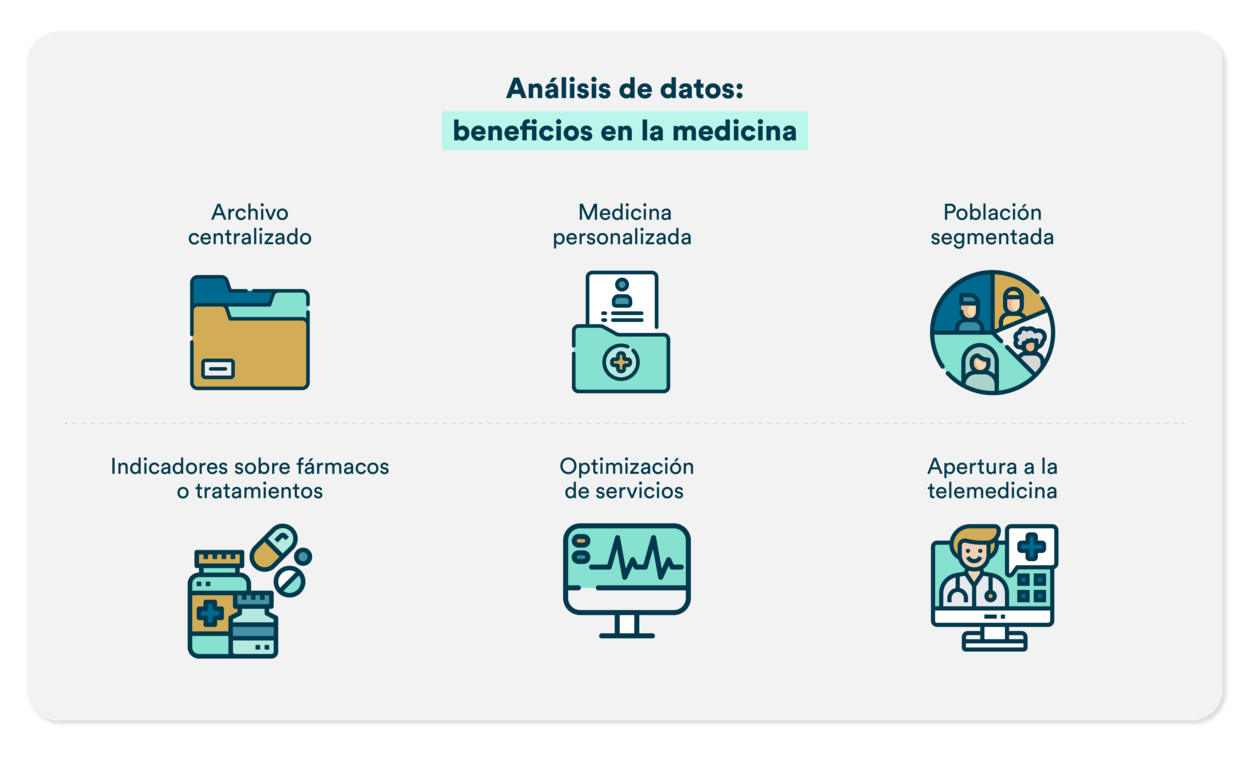 Análisis de datos:
beneficios en la medicina
Archivo
centralizado
Medicina
personalizada
Población
segmentada
Indicadores sobre fármacos
o tratamientos
Optimización
de servicios
Apertura a la
telemedicina